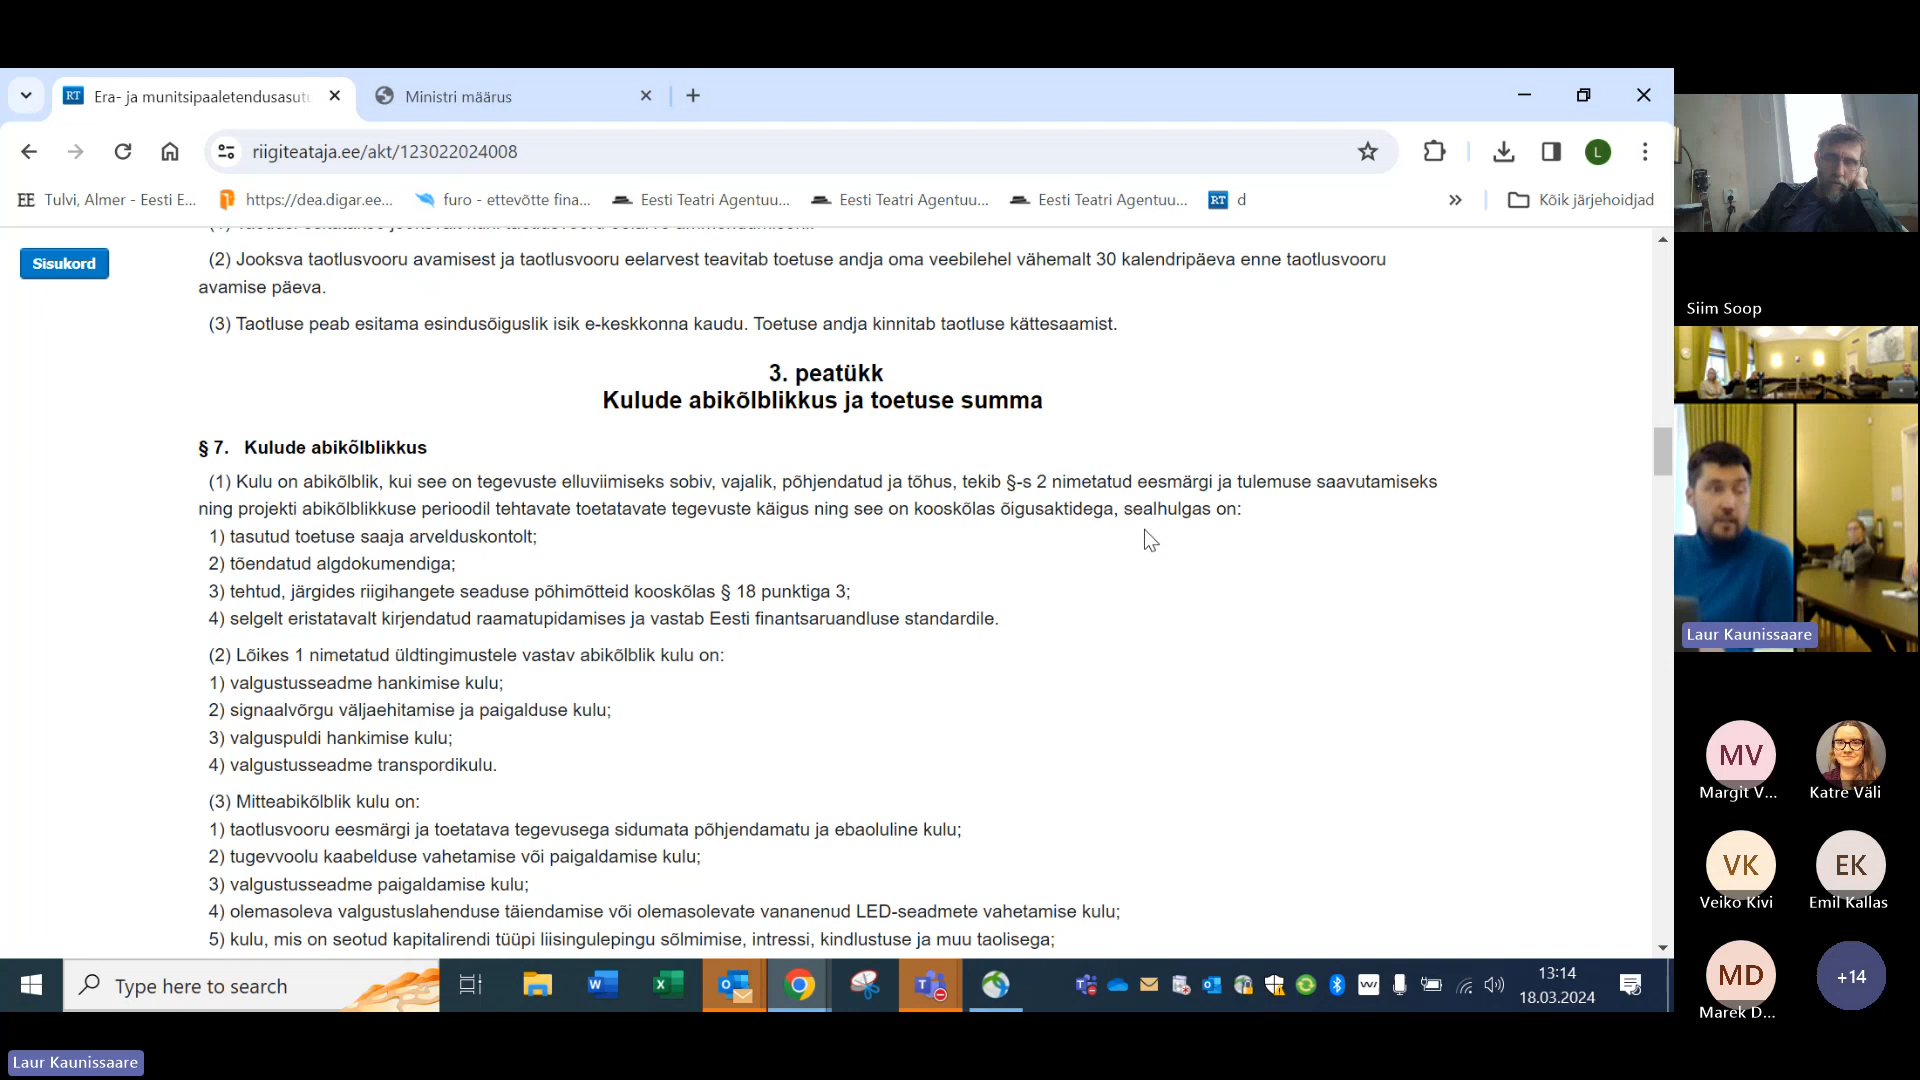 Era- ja munitsipaaletendusasutu
Ministri määrus
riigiteataja.ee/akt/123022024008
L
EE Tulvi, Almer - Eesti E...
https://dea.digar.ee...
furo - ettevõtte fina...
Eesti Teatri Agentuu...
Eesti Teatri Agentuu...
Eesti Teatri Agentuu...
RT d
Kõik järjehoidjad
Sisukord
(2) Jooksva taotlusvooru avamisest ja taotlusvooru eelarvest teavitab toetuse andja oma veebilehel vähemalt 30 kalendripäeva enne taotlusvooru
avamise päeva.
(3) Taotluse peab esitama esindusõiguslik isik e-keskkonna kaudu. Toetuse andja kinnitab taotluse kättesaamist.
3. peatükk
Kulude abikõlblikkus ja toetuse summa
§ 7. Kulude abikõlblikkus
(1) Kulu on abikõlblik, kui see on tegevuste elluviimiseks sobiv, vajalik, põhjendatud ja tõhus, tekib §-s 2 nimetatud eesmärgi ja tulemuse saavutamiseks
ning projekti abikõlblikkuse perioodil tehtavate toetatavate tegevuste käigus ning see on kooskõlas õigusaktidega, sealhulgas on:
1) tasutud toetuse saaja arvelduskontolt;
2) tõendatud algdokumendiga;
3) tehtud, järgides riigihangete seaduse põhimõtteid kooskõlas § 18 punktiga 3;
4) selgelt eristatavalt kirjendatud raamatupidamises ja vastab Eesti finantsaruandluse standardile.
(2) Lõikes 1 nimetatud üldtingimustele vastav abikõlblik kulu on:
1) valgustusseadme hankimise kulu;
2) signaalvõrgu väljaehitamise ja paigalduse kulu;
3) valguspuldi hankimise kulu;
4) valgustusseadme transpordikulu.
(3) Mitteabikõlblik kulu on:
1) taotlusvooru eesmärgi ja toetatava tegevusega sidumata põhjendamatu ja ebaoluline kulu;
2) tugevvoolu kaabelduse vahetamise või paigaldamise kulu;
3) valgustusseadme paigaldamise kulu;
4) olemasoleva valgustuslahenduse täiendamise või olemasolevate vananenud LED-seadmete vahetamise kulu;
5) kulu, mis on seotud kapitalirendi tüüpi liisingulepingu sõlmimise, intressi, kindlustuse ja muu taolisega;
Type here to search
13:14
18.03.2024
Siim Soop
Laur Kaunissaare
MV
Margit V...
Katre Väli
VK
Veiko Kivi
EK
Emil Kallas
MD
Marek D...
+14
Laur Kaunissaare